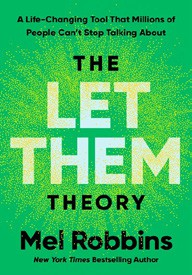 A Life-Changing Tool That Millions of
People Can't Stop Talking About
THE
LET
THEM
THEORY
Mel Robbins
New York Times Bestselling Author